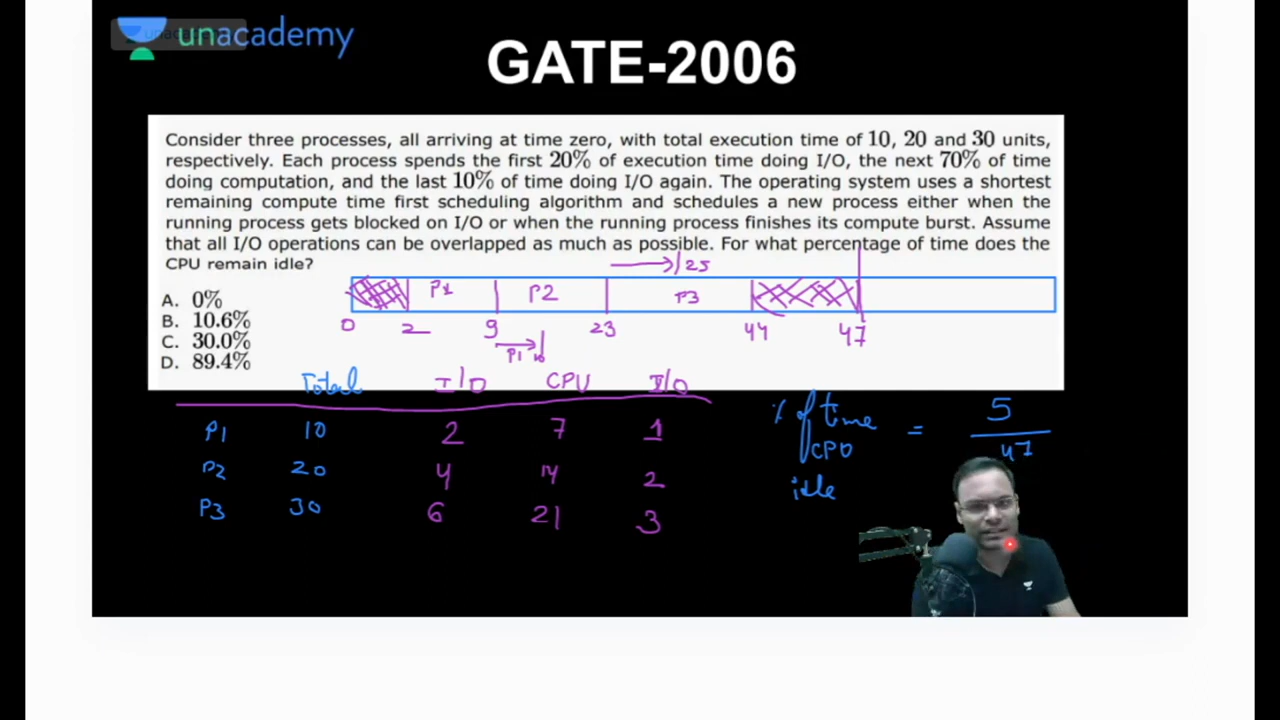 unacademy
GATE-2006
Consider three processes, all arriving at time zero, with total execution time of 10, 20 and 30 units,
respectively. Each process spends the first 20% of execution time doing I/O, the next 70% of time
doing computation, and the last 10% of time doing I/O again. The operating system uses a shortest
remaining compute time first scheduling algorithm and schedules a new process either when the
running process gets blocked on I/O or when the running process finishes its compute burst. Assume
that all I/O operations can be overlapped as much as possible. For what percentage of time does the
CPU remain idle?
25
P1 P2 P3
0 2 9 23 44 47
P1 10
A. 0%
B. 10.6%
C. 30.0%
D. 89.4%
Total I/O CPU I/O
P1 10 2 7 1
P2 20 4 14 2
P3 30 6 21 3
% of time
CPU
idle
= 5
47